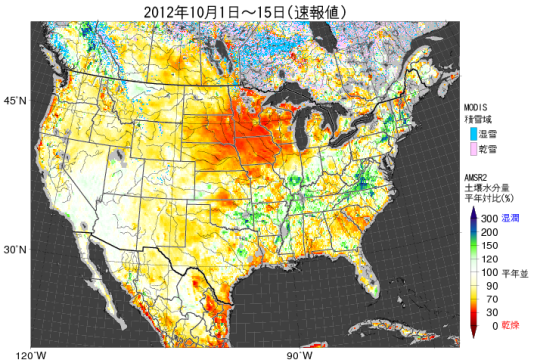 2012年10月1日～15日(速報値)
45°N
30°N
120°W
90°W
MODIS
積雪域
湿雪
乾雪
AMSR2
土壌水分量
平年対比(%)
300 湿潤
200
150
120
100 平年並
90
70
30
0 乾燥